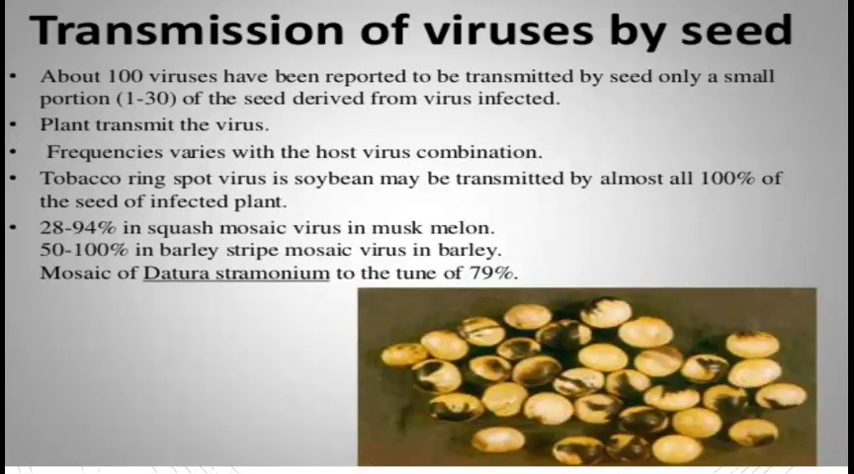 Transmission of viruses by seed
• About 100 viruses have been reported to be transmitted by seed only a small
portion (1-30) of the seed derived from virus infected.
• Plant transmit the virus.
• Frequencies varies with the host virus combination.
• Tobacco ring spot virus is soybean may be transmitted by almost all 100% of
the seed of infected plant.
• 28-94% in squash mosaic virus in musk melon.
50-100% in barley stripe mosaic virus in barley.
Mosaic of Datura stramonium to the tune of 79%.